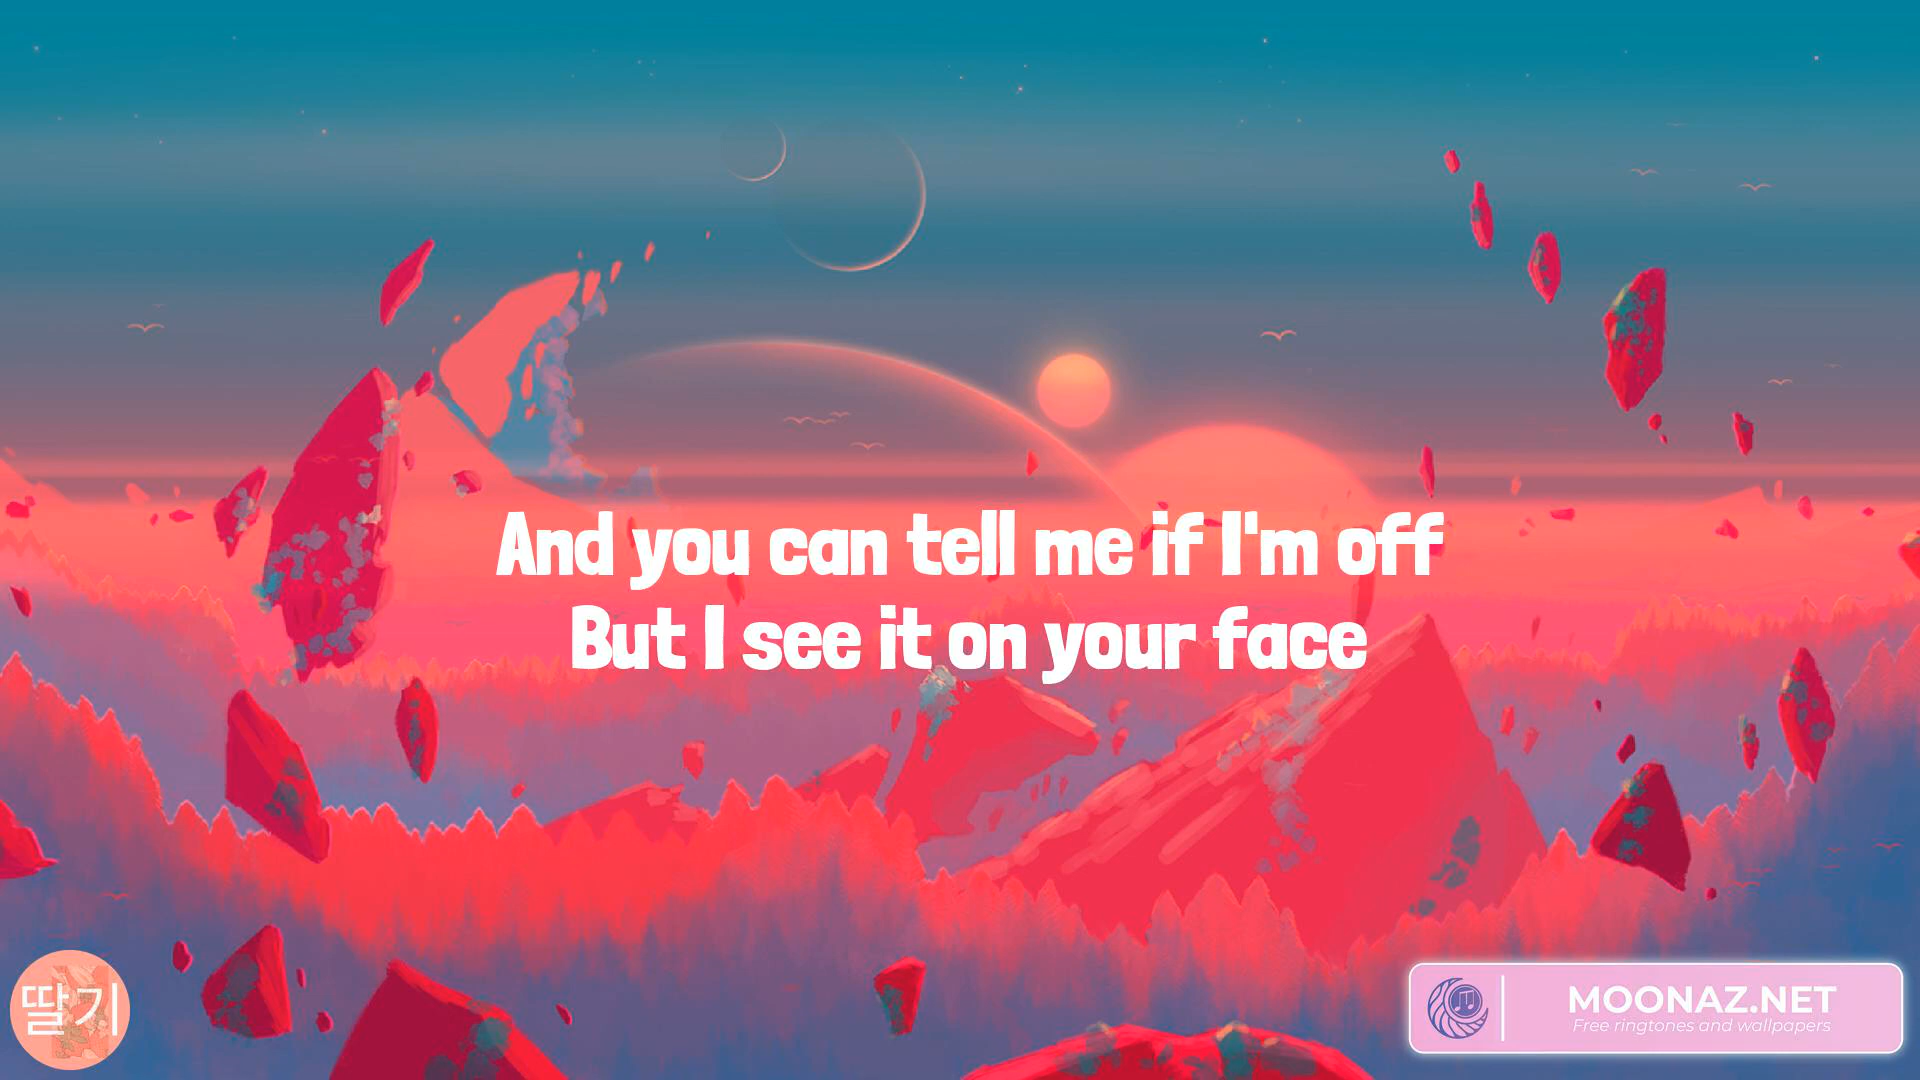 And you can tell me if I'm off
But I see it on your face
딸기
MOONAZ.NET
Free ringtones and wallpapers